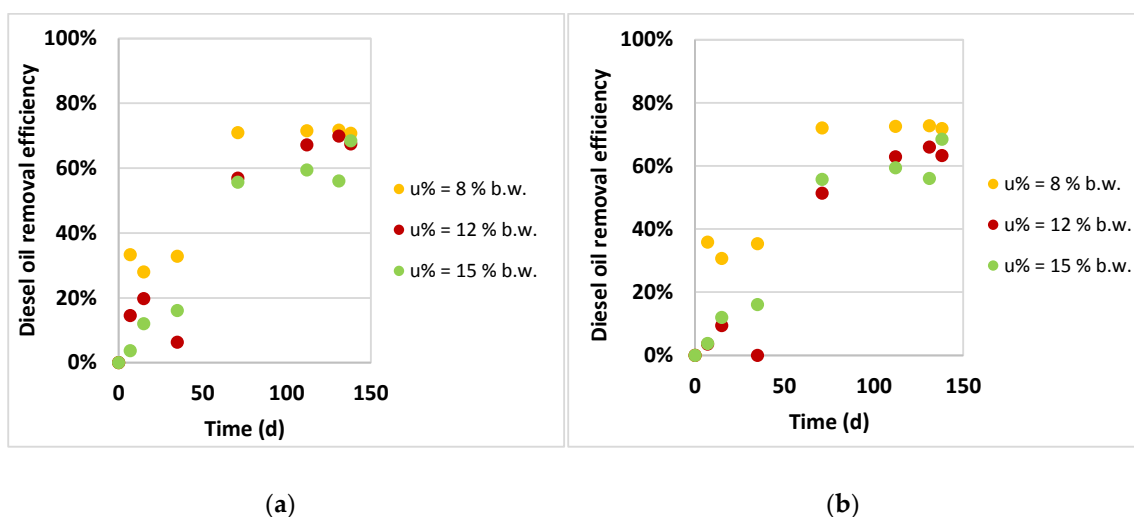 Diesel oil removal efficiency
100%
80%
60%
40%
20%
0%
0
50
100
150
Time (d)
u% = 8 % b.w.
u% = 12 % b.w.
u% = 15 % b.w.
(a)
Diesel oil removal efficiency
100%
80%
60%
40%
20%
0%
0
50
100
150
Time (d)
u% = 8 % b.w.
u% = 12 % b.w.
u% = 15 % b.w.
(b)